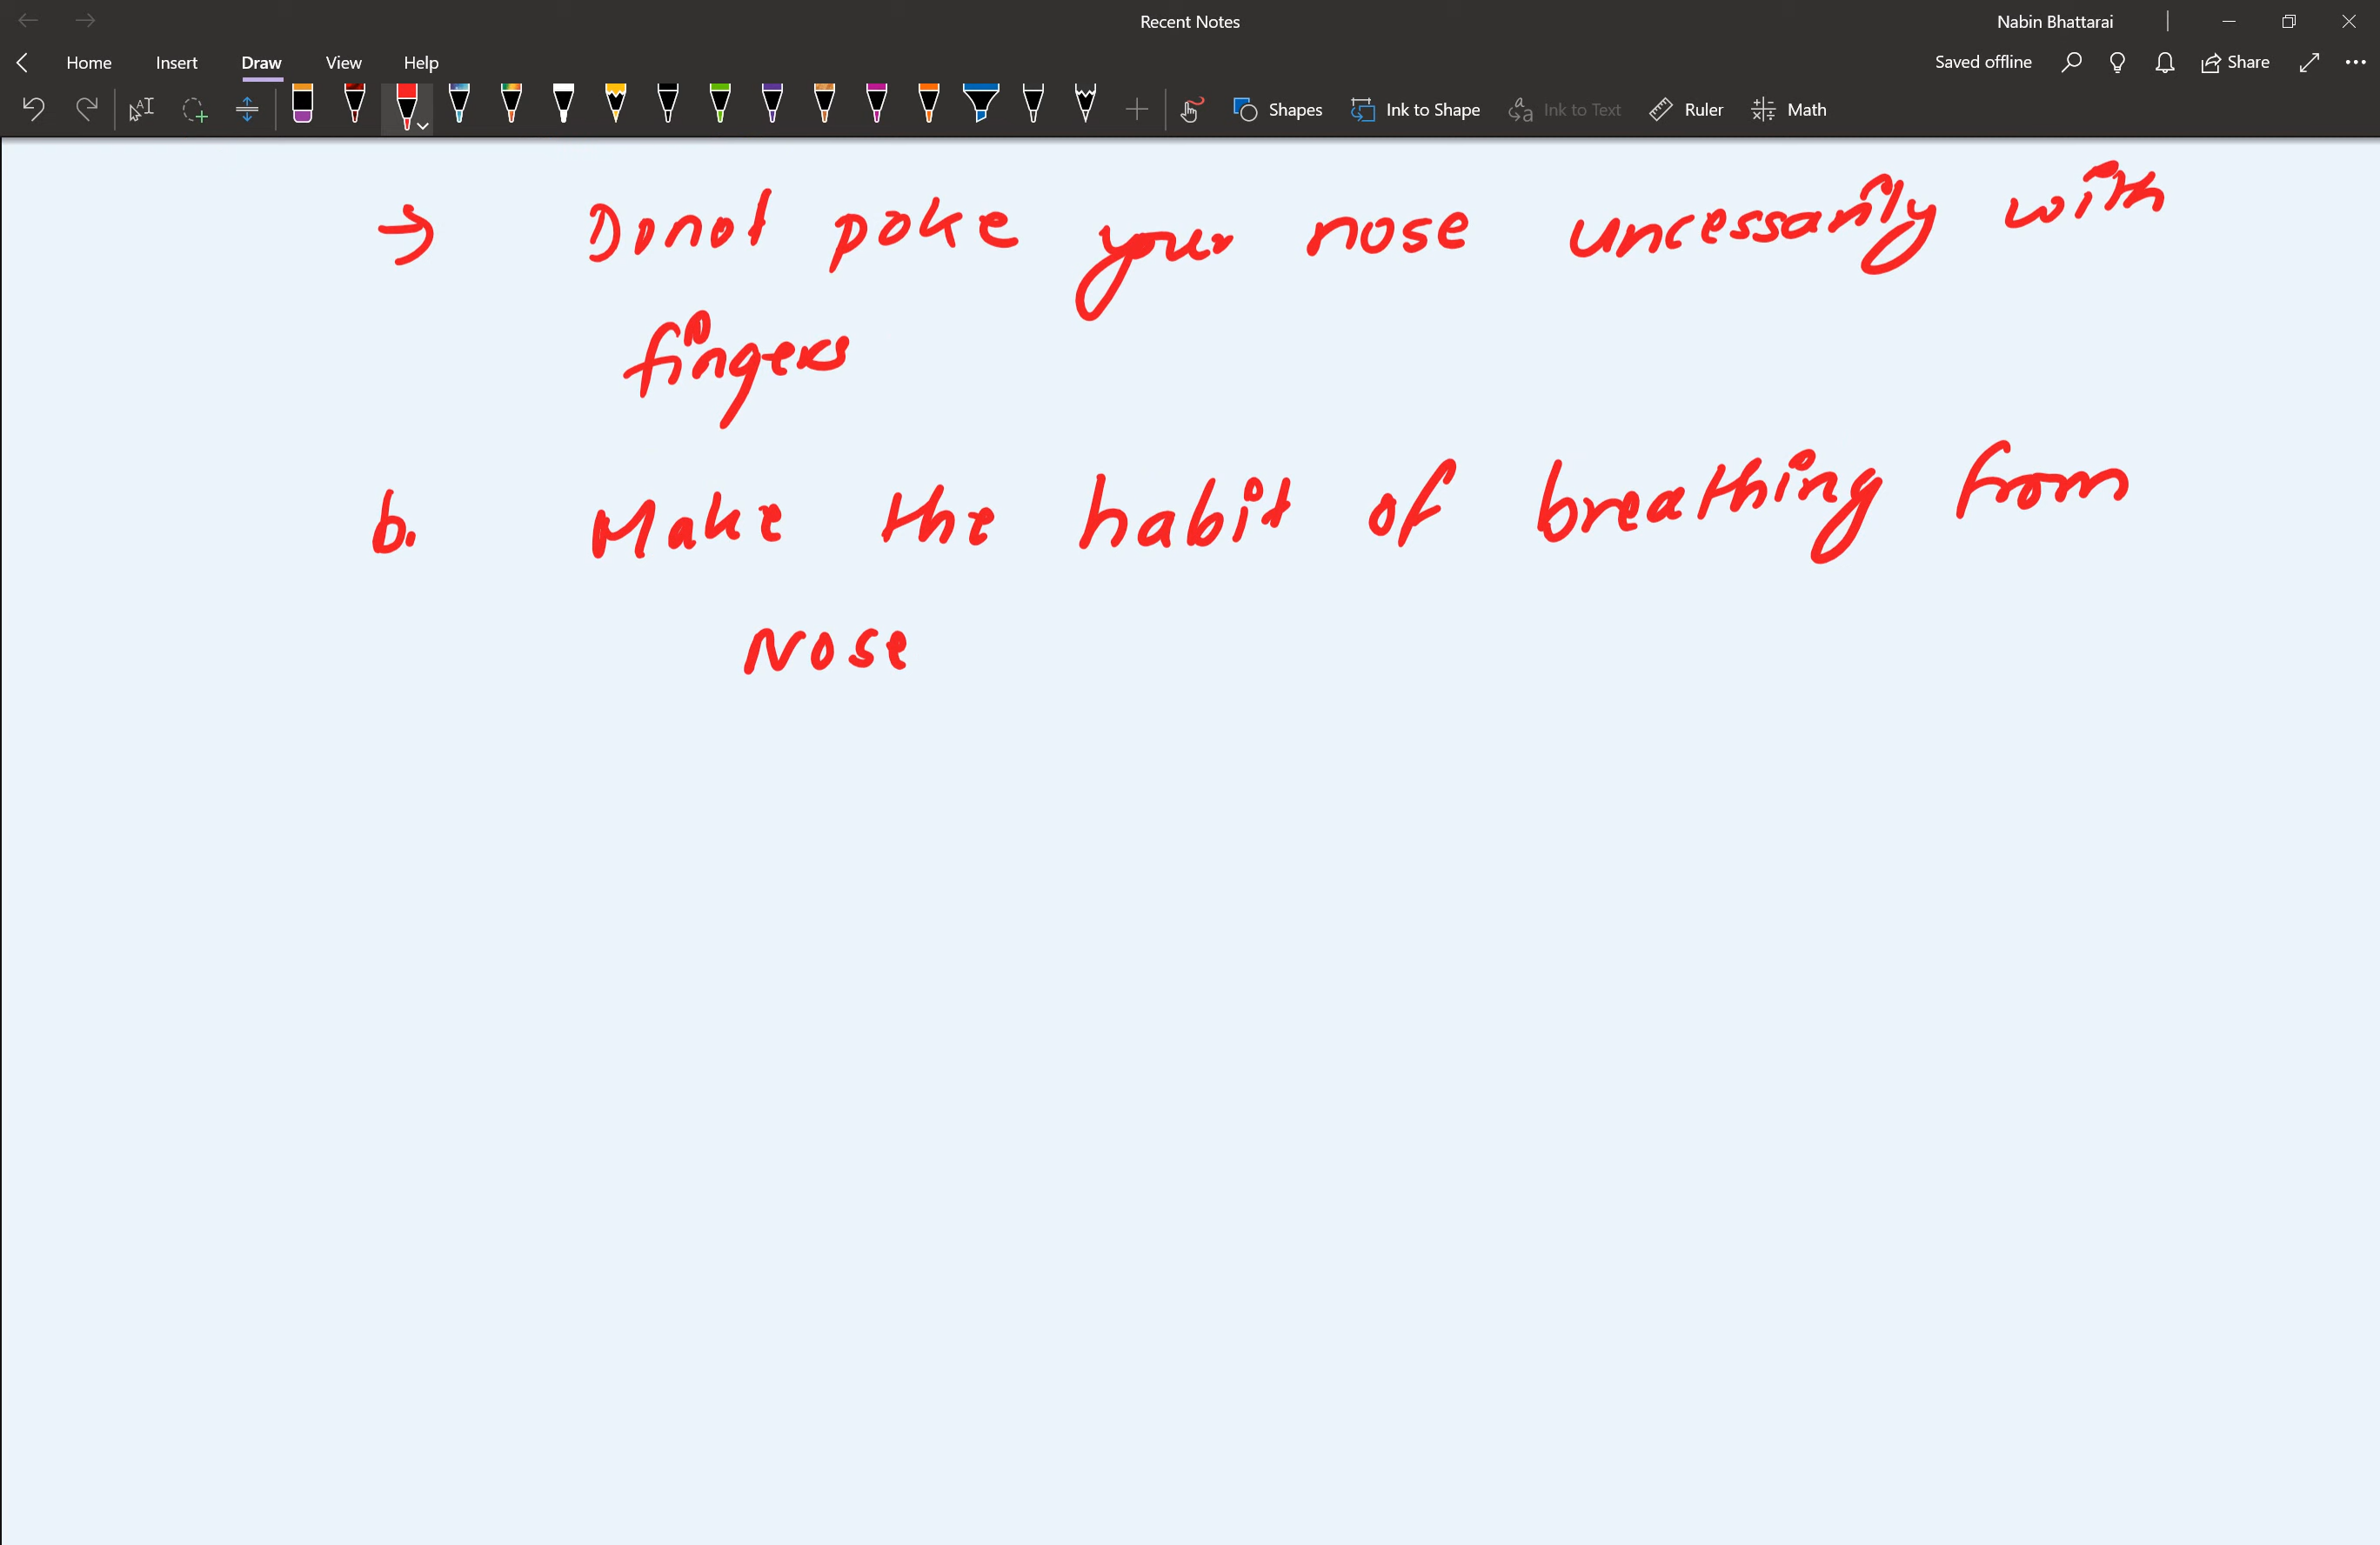 Recent Notes
Nabin Bhattarai
Home Insert Draw View Help
Saved offline Share
Shapes Ink to Shape Ink to Text Ruler Math
→ Donot poke your nose uncessarily with
fingers
b. Make the habit of breathing from
Nose